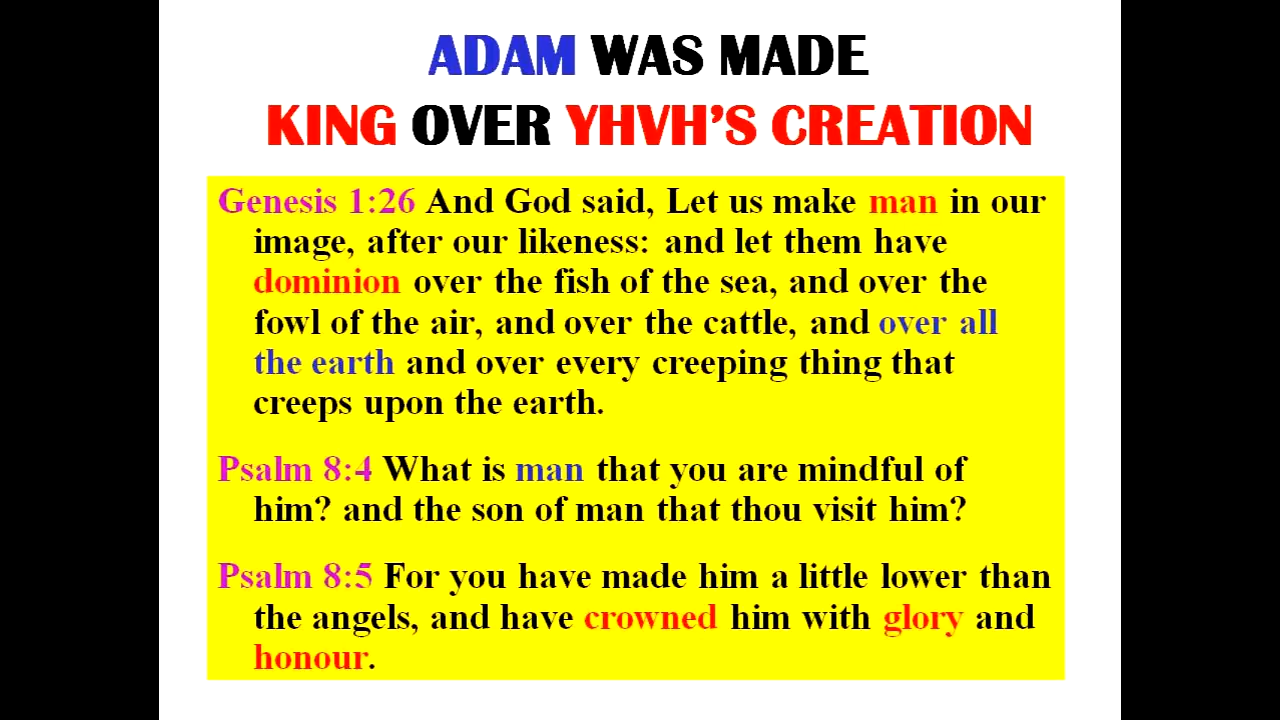 ADAM WAS MADE
KING OVER YHVH'S CREATION
Genesis 1:26 And God said, Let us make man in our
image, after our likeness: and let them have
dominion over the fish of the sea, and over the
fowl of the air, and over the cattle, and over all
the earth and over every creeping thing that
creeps upon the earth.
Psalm 8:4 What is man that you are mindful of
him? and the son of man that thou visit him?
Psalm 8:5 For you have made him a little lower than
the angels, and have crowned him with glory and
honour.